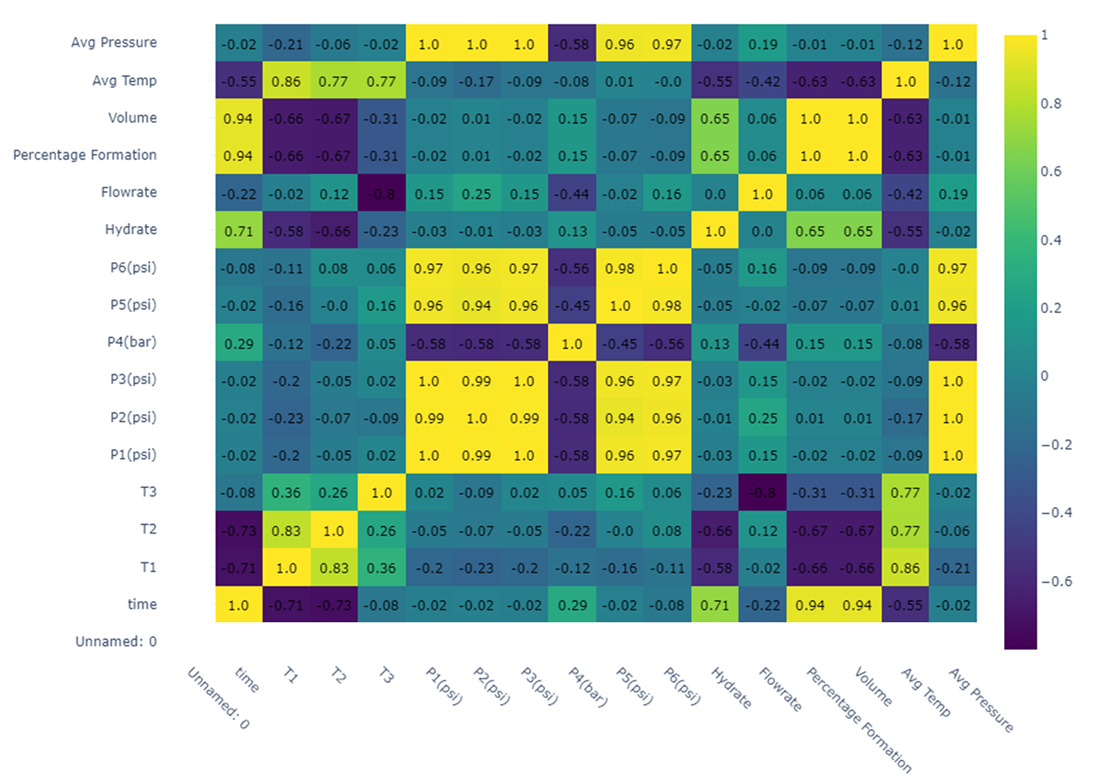 Avg Pressure -0.02 -0.21 -0.06 -0.02 1.0 1.0 1.0 -0.58 0.96 0.97 -0.02 0.19 -0.01 -0.01 -0.12 1.0
Avg Temp -0.55 0.86 0.77 0.77 -0.09 -0.17 -0.09 -0.08 0.01 -0.0 -0.55 -0.42 -0.63 -0.63 1.0 -0.12
Volume 0.94 -0.66 -0.67 -0.31 -0.02 0.01 -0.02 0.15 -0.07 -0.09 0.65 0.06 1.0 1.0 -0.63 -0.01
Percentage Formation 0.94 -0.66 -0.67 -0.31 -0.02 0.01 -0.02 0.15 -0.07 -0.09 0.65 0.06 1.0 1.0 -0.63 -0.01
Flowrate -0.22 -0.02 0.12 -0.8 0.15 0.25 0.15 -0.44 -0.02 0.16 0.0 1.0 0.06 0.06 -0.42 0.19
Hydrate 0.71 -0.58 -0.66 -0.23 -0.03 -0.01 -0.03 0.13 -0.05 -0.05 1.0 0.0 0.65 0.65 -0.55 -0.02
P6(psi) -0.08 -0.11 0.08 0.06 0.97 0.96 0.97 -0.56 0.98 1.0 -0.05 0.16 -0.09 -0.09 -0.0 0.97
P5(psi) -0.02 -0.16 -0.0 0.16 0.96 0.94 0.96 -0.45 1.0 0.98 -0.05 -0.02 -0.07 -0.07 0.01 0.96
P4(bar) 0.29 -0.12 -0.22 0.05 -0.58 -0.58 -0.58 1.0 -0.45 -0.56 0.13 -0.44 0.15 0.15 -0.08 -0.58
P3(psi) -0.02 -0.2 -0.05 0.02 1.0 0.99 1.0 -0.58 0.96 0.97 -0.03 0.15 -0.02 -0.02 -0.09 1.0
P2(psi) -0.02 -0.23 -0.07 -0.09 0.99 1.0 0.99 -0.58 0.94 0.96 -0.01 0.25 0.01 0.01 -0.17 1.0
P1(psi) -0.02 -0.2 -0.05 0.02 1.0 0.99 1.0 -0.58 0.96 0.97 -0.03 0.15 -0.02 -0.02 -0.09 1.0
T3 -0.08 0.36 0.26 1.0 0.02 -0.09 0.02 0.05 0.16 0.06 -0.23 -0.8 -0.31 -0.31 0.77 -0.02
T2 -0.73 0.83 1.0 0.26 -0.05 -0.07 -0.05 -0.22 -0.0 0.08 -0.66 0.12 -0.67 -0.67 0.77 -0.06
T1 -0.71 1.0 0.83 0.36 -0.2 -0.23 -0.2 -0.12 -0.16 -0.11 -0.58 -0.02 -0.66 -0.66 0.86 -0.21
time 1.0 -0.71 -0.73 -0.08 -0.02 -0.02 -0.02 0.29 -0.02 -0.08 0.71 -0.22 0.94 0.94 -0.55 -0.02
Unnamed: 0
Unnamed: 0
time
T1
T2
T3
P1(psi)
P2(psi)
P3(psi)
P4(bar)
P5(psi)
P6(psi)
Hydrate
Flowrate
Percentage Formation
Volume
Avg Temp
Avg Pressure
1
0.8
0.6
0.4
0.2
0
−0.2
−0.4
−0.6